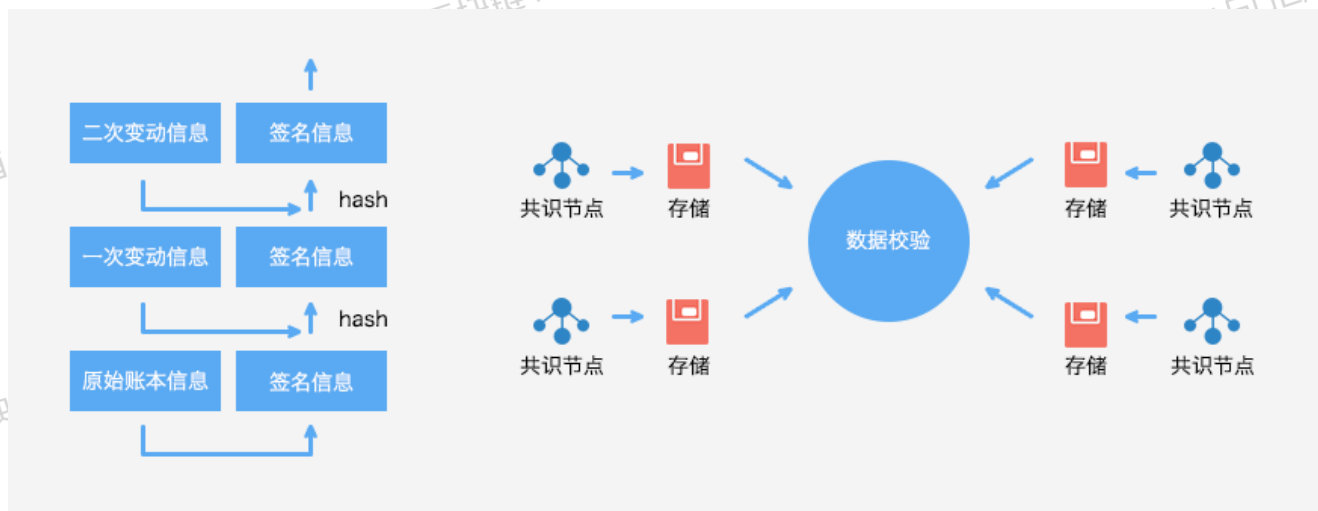 二次变动信息
签名信息
hash
一次变动信息
签名信息
hash
原始账本信息
签名信息
共识节点
存储
存储
共识节点
数据校验
共识节点
存储
存储
共识节点